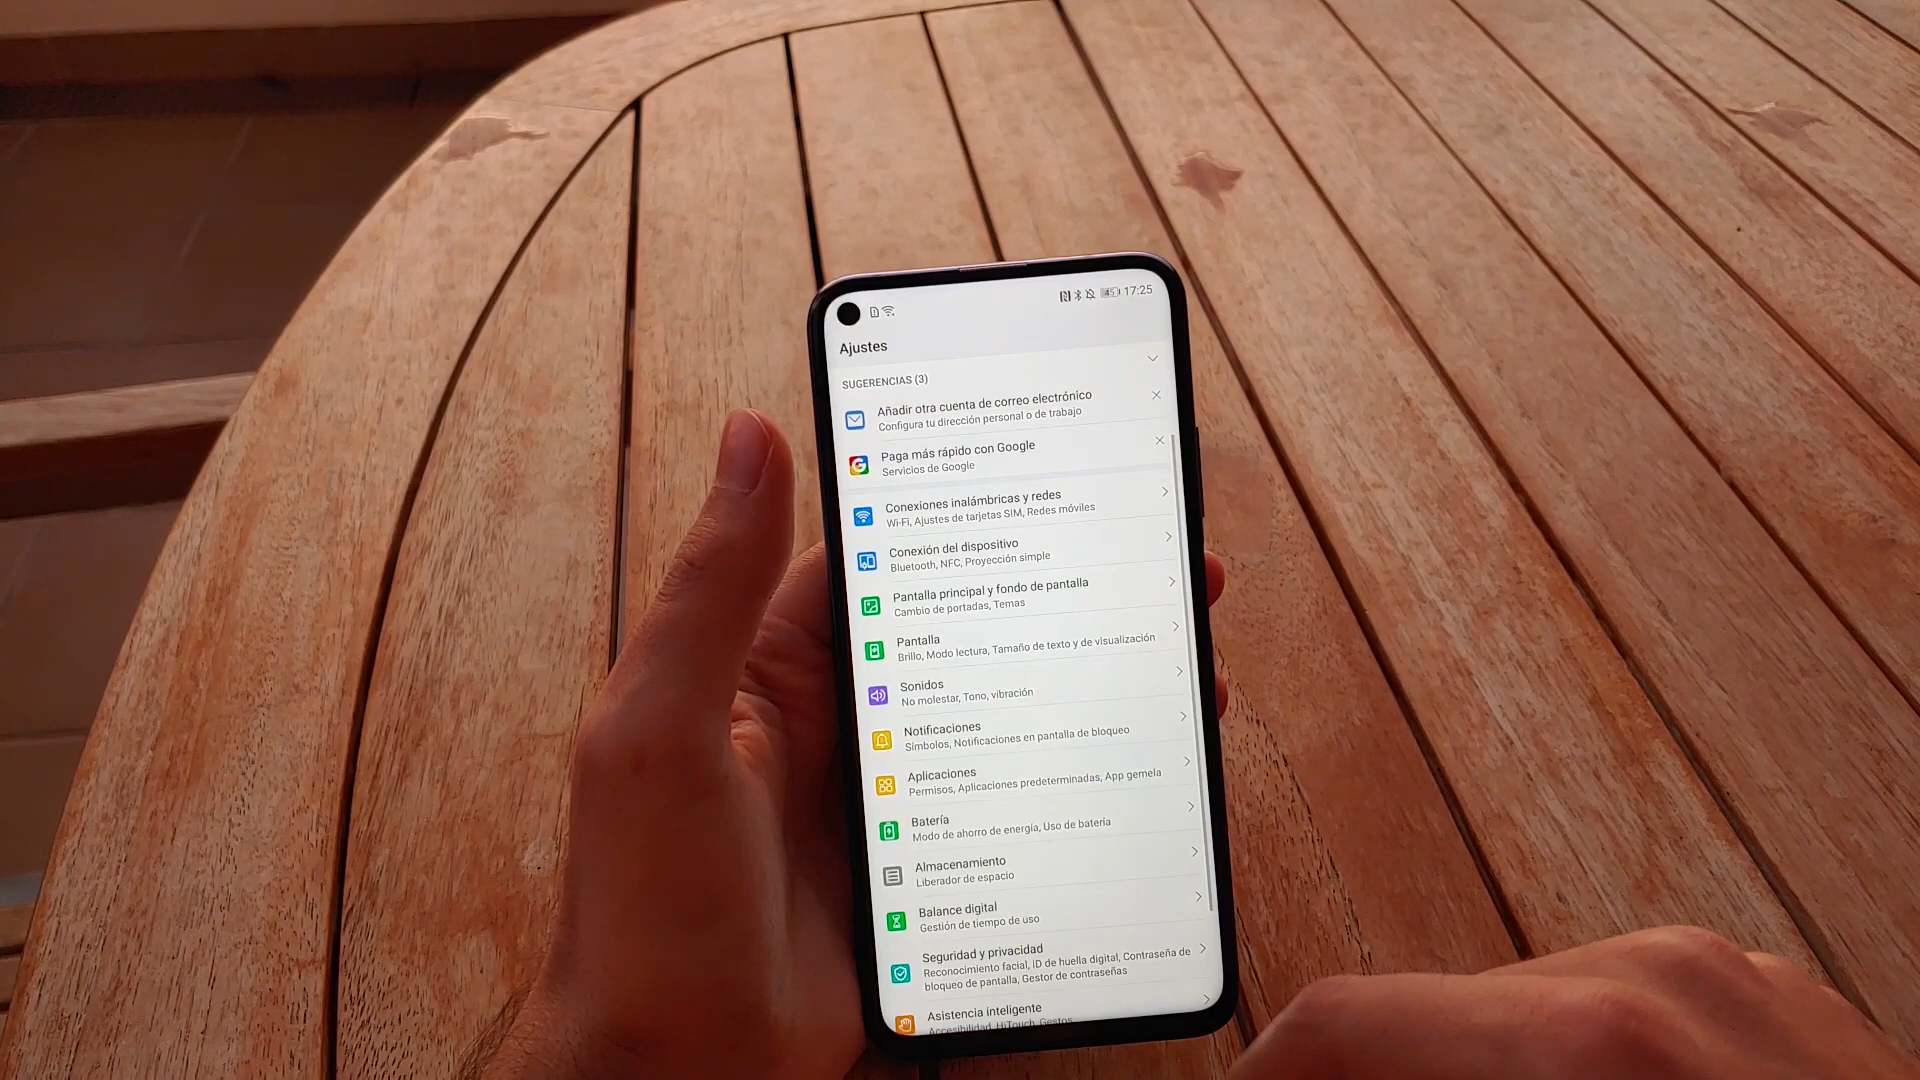 45 17:25
Ajustes
SUGERENCIAS (3)
Añadir otra cuenta de correo electrónico
Configura tu dirección personal o de trabajo
Paga más rápido con Google
Servicios de Google
Conexiones inalámbricas y redes
Wi-Fi, Ajustes de tarjetas SIM, Redes móviles
Conexión del dispositivo
Bluetooth, NFC, Proyección simple
Pantalla principal y fondo de pantalla
Cambio de portadas, Temas
Pantalla
Brillo, Modo lectura, Tamaño de texto y de visualización
Sonidos
No molestar, Tono, vibración
Notificaciones
Símbolos, Notificaciones en pantalla de bloqueo
Aplicaciones
Permisos, Aplicaciones predeterminadas, App gemela
Batería
Modo de ahorro de energía, Uso de batería
Almacenamiento
Liberador de espacio
Balance digital
Gestión de tiempo de uso
Seguridad y privacidad
Reconocimiento facial, ID de huella digital, Contraseña de
bloqueo de pantalla, Gestor de contraseñas
Asistencia inteligente
Accesibilidad, HiTouch, Gestos